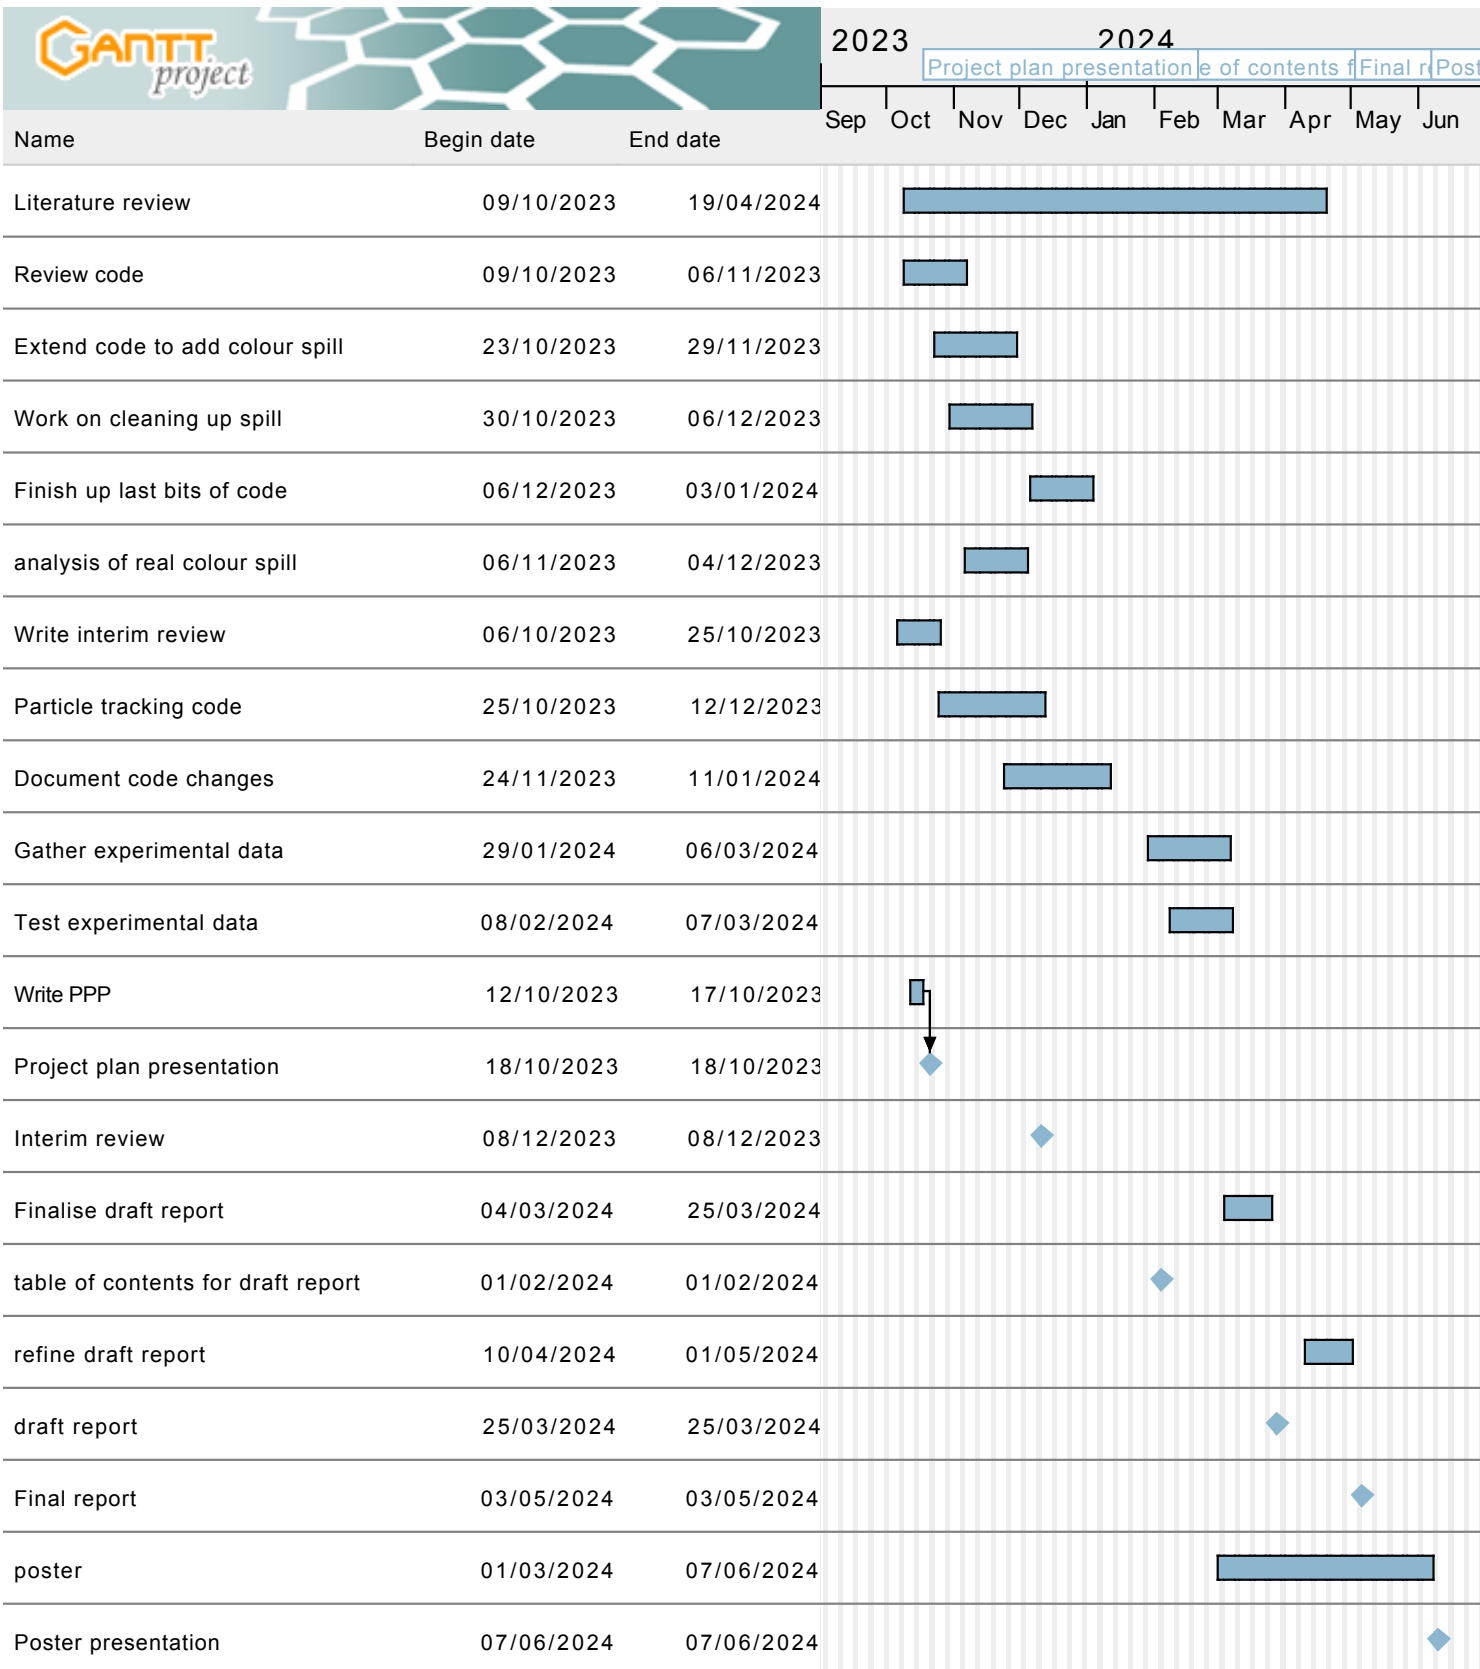 GANTT
project
2023 2024
Project plan presentation e of contents f Final r Post
Sep Oct Nov Dec Jan Feb Mar Apr May Jun
Name Begin date End date
Literature review 09/10/2023 19/04/2024
Review code 09/10/2023 06/11/2023
Extend code to add colour spill 23/10/2023 29/11/2023
Work on cleaning up spill 30/10/2023 06/12/2023
Finish up last bits of code 06/12/2023 03/01/2024
analysis of real colour spill 06/11/2023 04/12/2023
Write interim review 06/10/2023 25/10/2023
Particle tracking code 25/10/2023 12/12/2023
Document code changes 24/11/2023 11/01/2024
Gather experimental data 29/01/2024 06/03/2024
Test experimental data 08/02/2024 07/03/2024
Write PPP 12/10/2023 17/10/2023
Project plan presentation 18/10/2023 18/10/2023
Interim review 08/12/2023 08/12/2023
Finalise draft report 04/03/2024 25/03/2024
table of contents for draft report 01/02/2024 01/02/2024
refine draft report 10/04/2024 01/05/2024
draft report 25/03/2024 25/03/2024
Final report 03/05/2024 03/05/2024
poster 01/03/2024 07/06/2024
Poster presentation 07/06/2024 07/06/2024